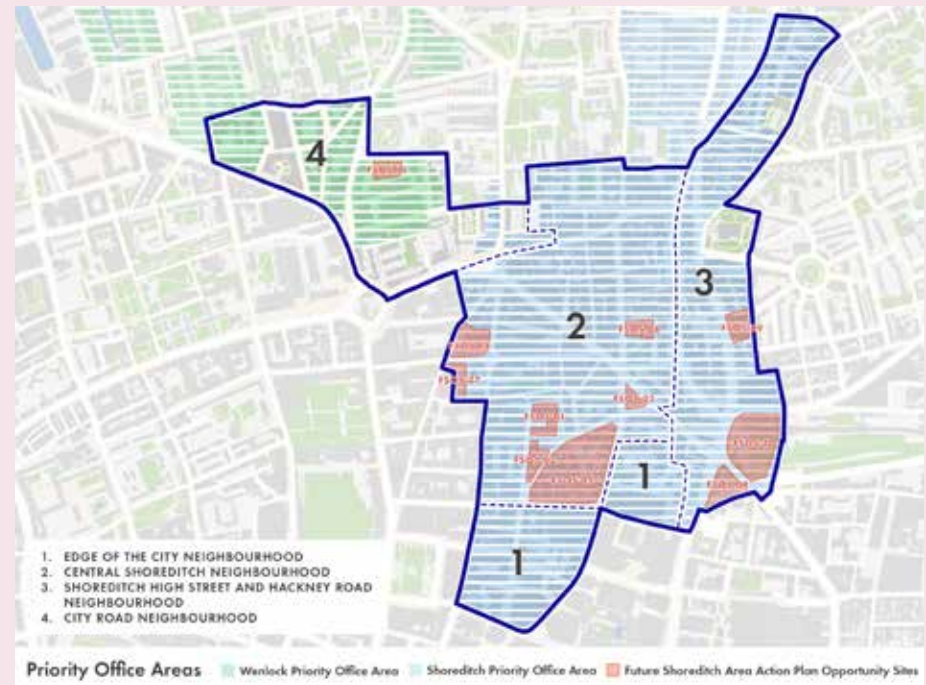 4
3
2
1
1
1. EDGE OF THE CITY NEIGHBOURHOOD
2. CENTRAL SHOREDITCH NEIGHBOURHOOD
3. SHOREDITCH HIGH STREET AND HACKNEY ROAD
NEIGHBOURHOOD
4. CITY ROAD NEIGHBOURHOOD
Priority Office Areas
Wenlock Priority Office Area
Shoreditch Priority Office Area
Future Shoreditch Area Action Plan Opportunity Sites